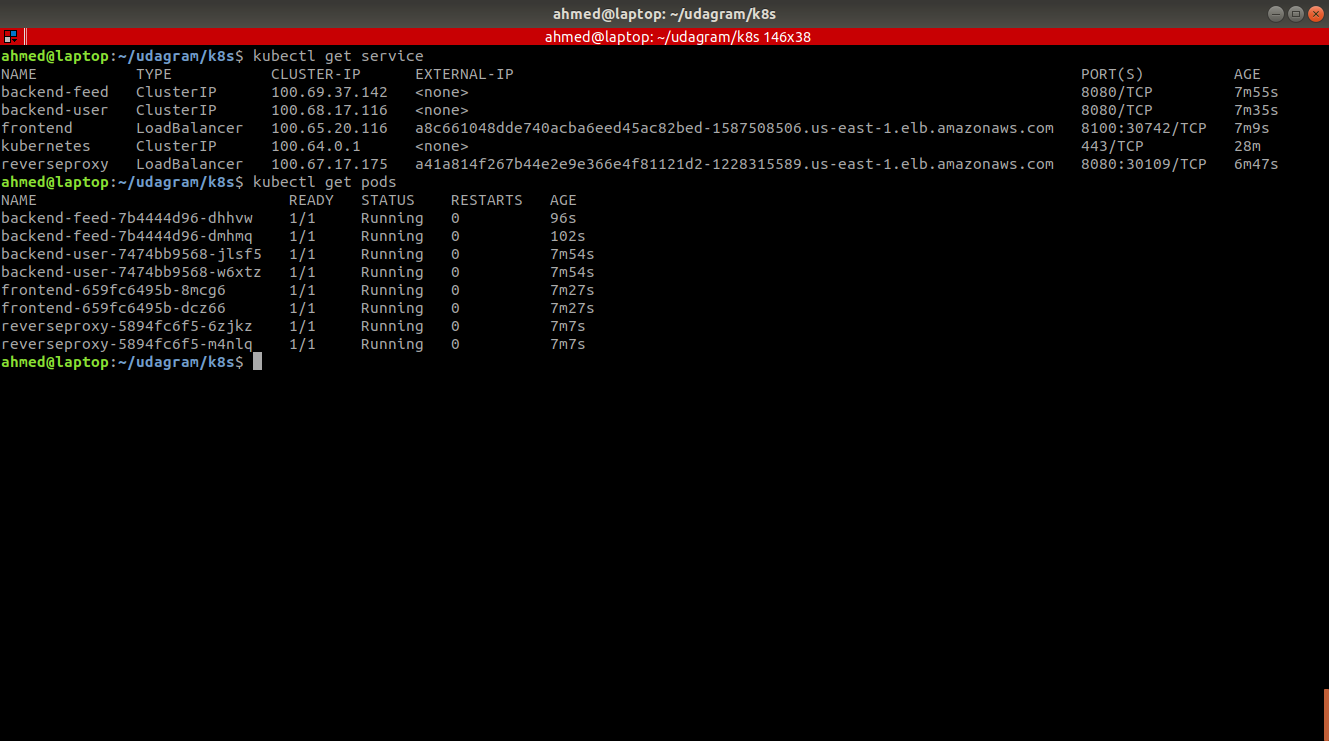 ahmed@laptop: ~/udagram/k8s
ahmed@laptop: ~/udagram/k8s 146x38
ahmed@laptop:~/udagram/k8s$ kubectl get service
NAME TYPE CLUSTER-IP EXTERNAL-IP PORT(S) AGE
backend-feed ClusterIP 100.69.37.142 <none> 8080/TCP 7m55s
backend-user ClusterIP 100.68.17.116 <none> 8080/TCP 7m35s
frontend LoadBalancer 100.65.20.116 a8c661048dde740acba6eed45ac82bed-1587508506.us-east-1.elb.amazonaws.com 8100:30742/TCP 7m9s
kubernetes ClusterIP 100.64.0.1 <none> 443/TCP 28m
reverseproxy LoadBalancer 100.67.17.175 a41a814f267b44e2e9e366e4f81121d2-1228315589.us-east-1.elb.amazonaws.com 8080:30109/TCP 6m47s
ahmed@laptop:~/udagram/k8s$ kubectl get pods
NAME READY STATUS RESTARTS AGE
backend-feed-7b4444d96-dhhvw 1/1 Running 0 96s
backend-feed-7b4444d96-dmhmq 1/1 Running 0 102s
backend-user-7474bb9568-jlsf5 1/1 Running 0 7m54s
backend-user-7474bb9568-w6xtz 1/1 Running 0 7m54s
frontend-659fc6495b-8mcg6 1/1 Running 0 7m27s
frontend-659fc6495b-dcz66 1/1 Running 0 7m27s
reverseproxy-5894fc6f5-6zjkz 1/1 Running 0 7m7s
reverseproxy-5894fc6f5-m4nlq 1/1 Running 0 7m7s
ahmed@laptop:~/udagram/k8s$